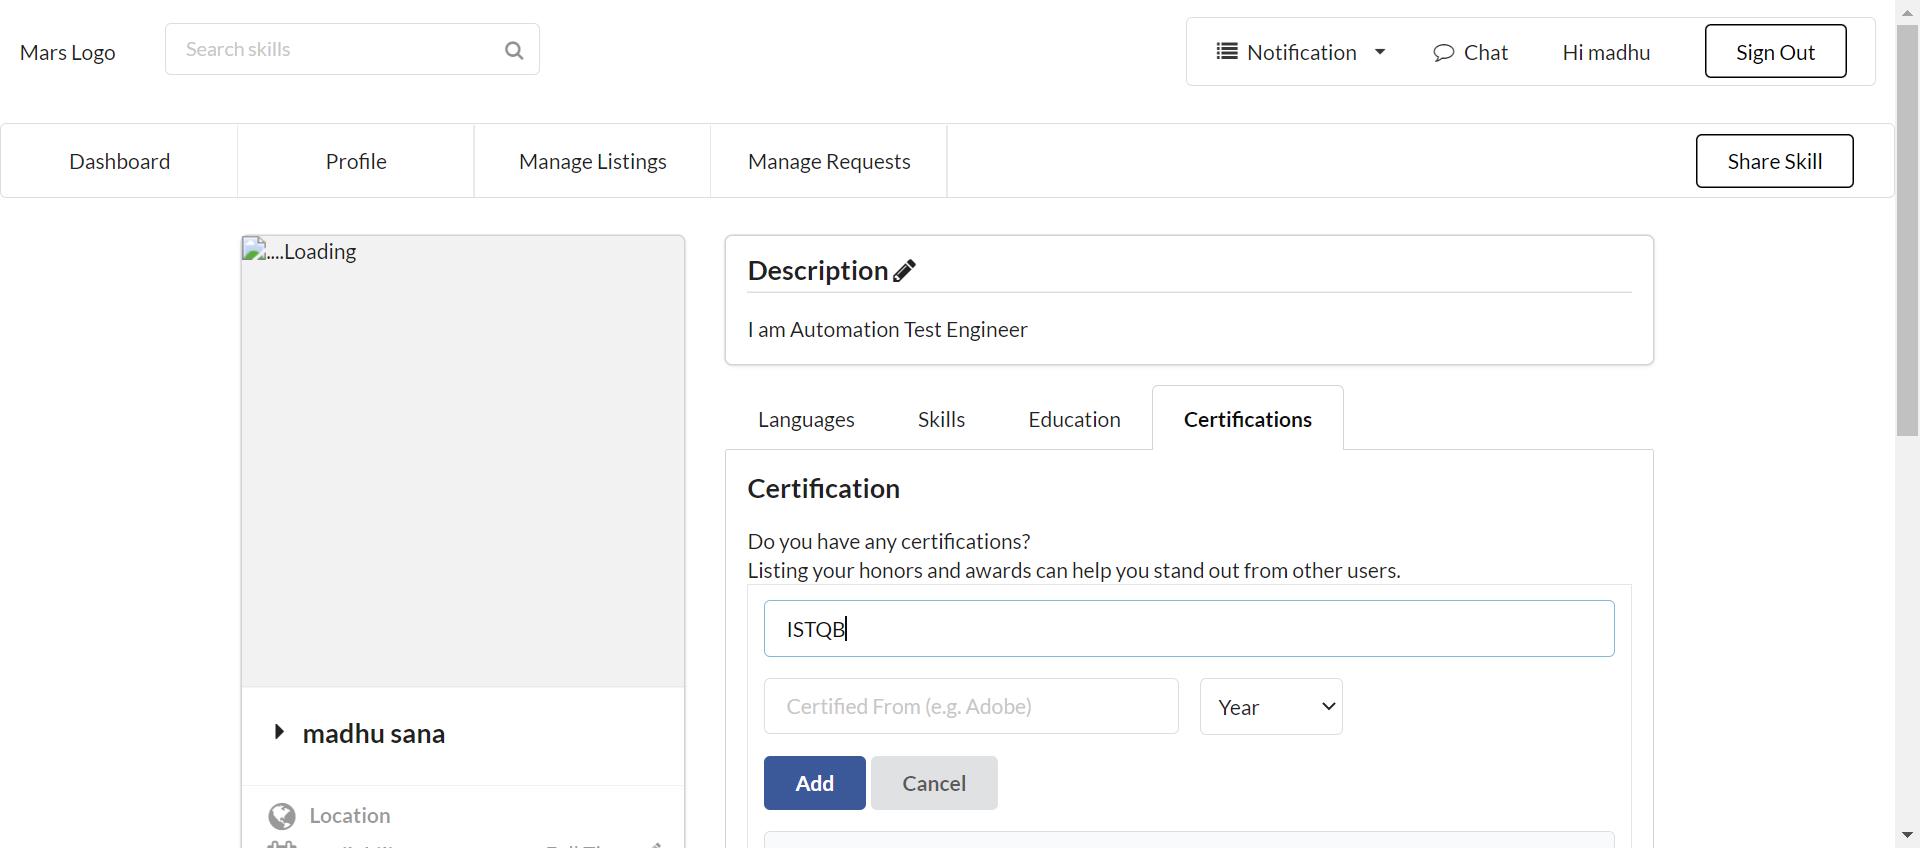 Mars Logo
Search skills
Notification
Chat
Hi madhu
Sign Out
Dashboard
Profile
Manage Listings
Manage Requests
Share Skill
....Loading
Description
I am Automation Test Engineer
Languages
Skills
Education
Certifications
Certification
Do you have any certifications?
Listing your honors and awards can help you stand out from other users.
ISTQB
Certified From (e.g. Adobe)
Year
Add
Cancel
madhu sana
Location